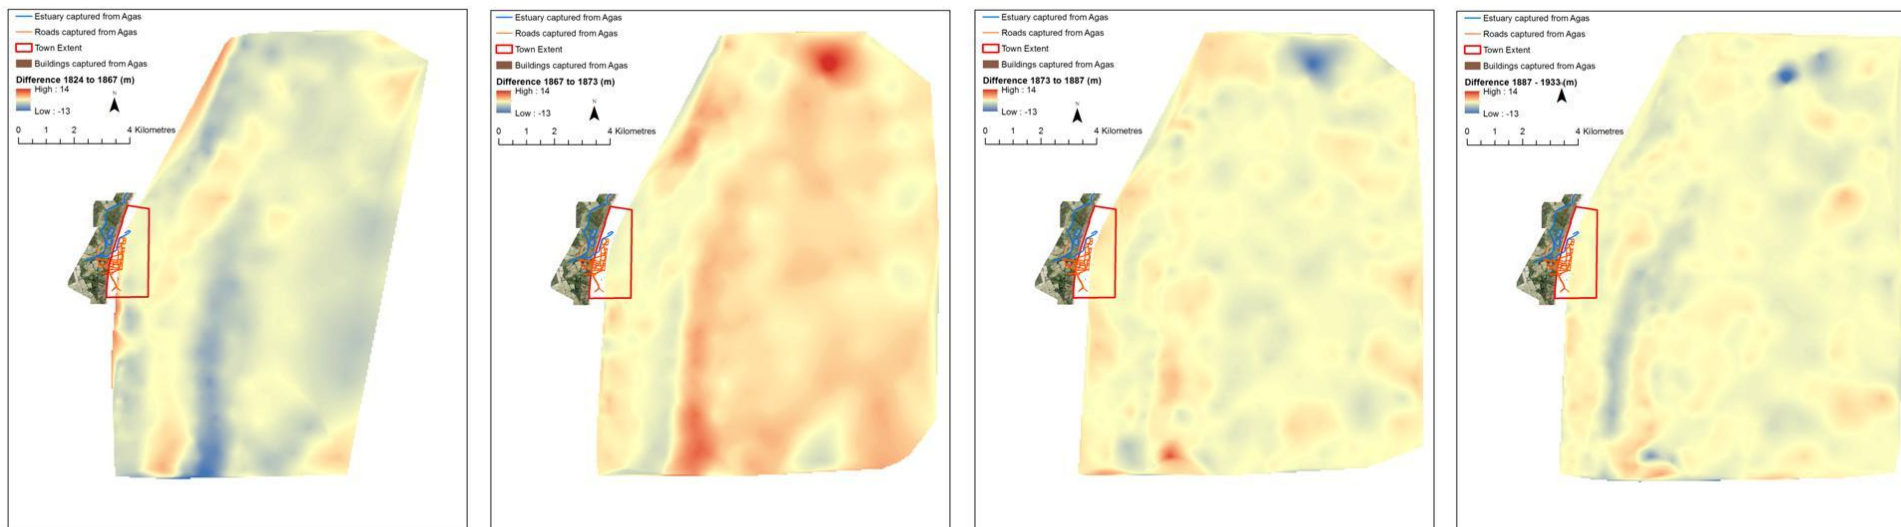 Estuary captured from Agas
Roads captured from Agas
Town Extent
Buildings captured from Agas
Difference 1824 to 1867 (m)
High : 14
Low : -13
N
0 1 2 4 Kilometres
Estuary captured from Agas
Roads captured from Agas
Town Extent
Buildings captured from Agas
Difference 1867 to 1873 (m)
High : 14
Low : -13
N
0 1 2 4 Kilometres
Estuary captured from Agas
Roads captured from Agas
Town Extent
Buildings captured from Agas
Difference 1873 to 1887 (m)
High : 14
Low : -13
N
0 1 2 4 Kilometres
Estuary captured from Agas
Roads captured from Agas
Town Extent
Buildings captured from Agas
Difference 1887 - 1933 (m)
High : 14
Low : -13
0 1 2 4 Kilometres